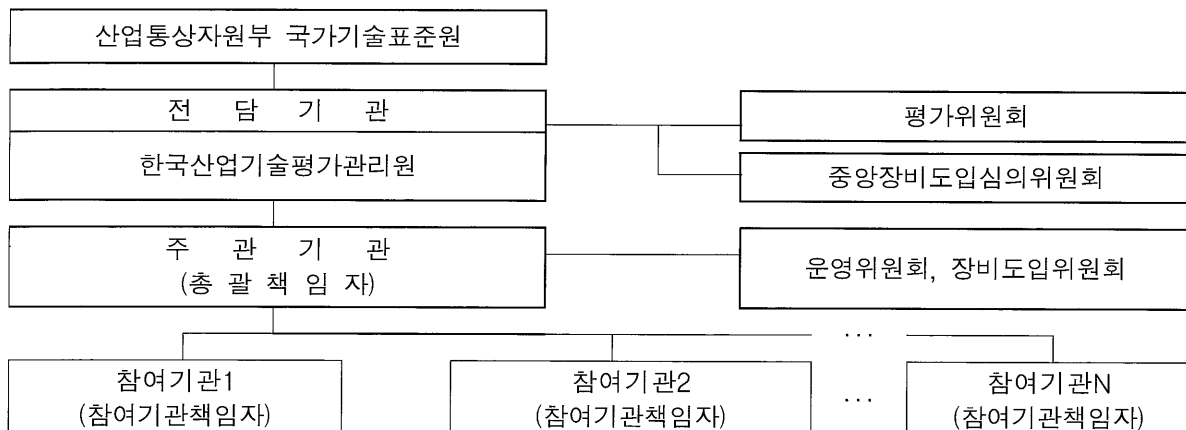 산업통상자원부 국가기술표준원
전 담 기 관
평가위원회
한국산업기술평가관리원
중앙장비도입심의위원회
주 관 기 관
(총 괄 책 임 자)
운영위원회, 장비도입위원회
...
참여기관1
(참여기관책임자)
참여기관2
(참여기관책임자)
...
참여기관N
(참여기관책임자)